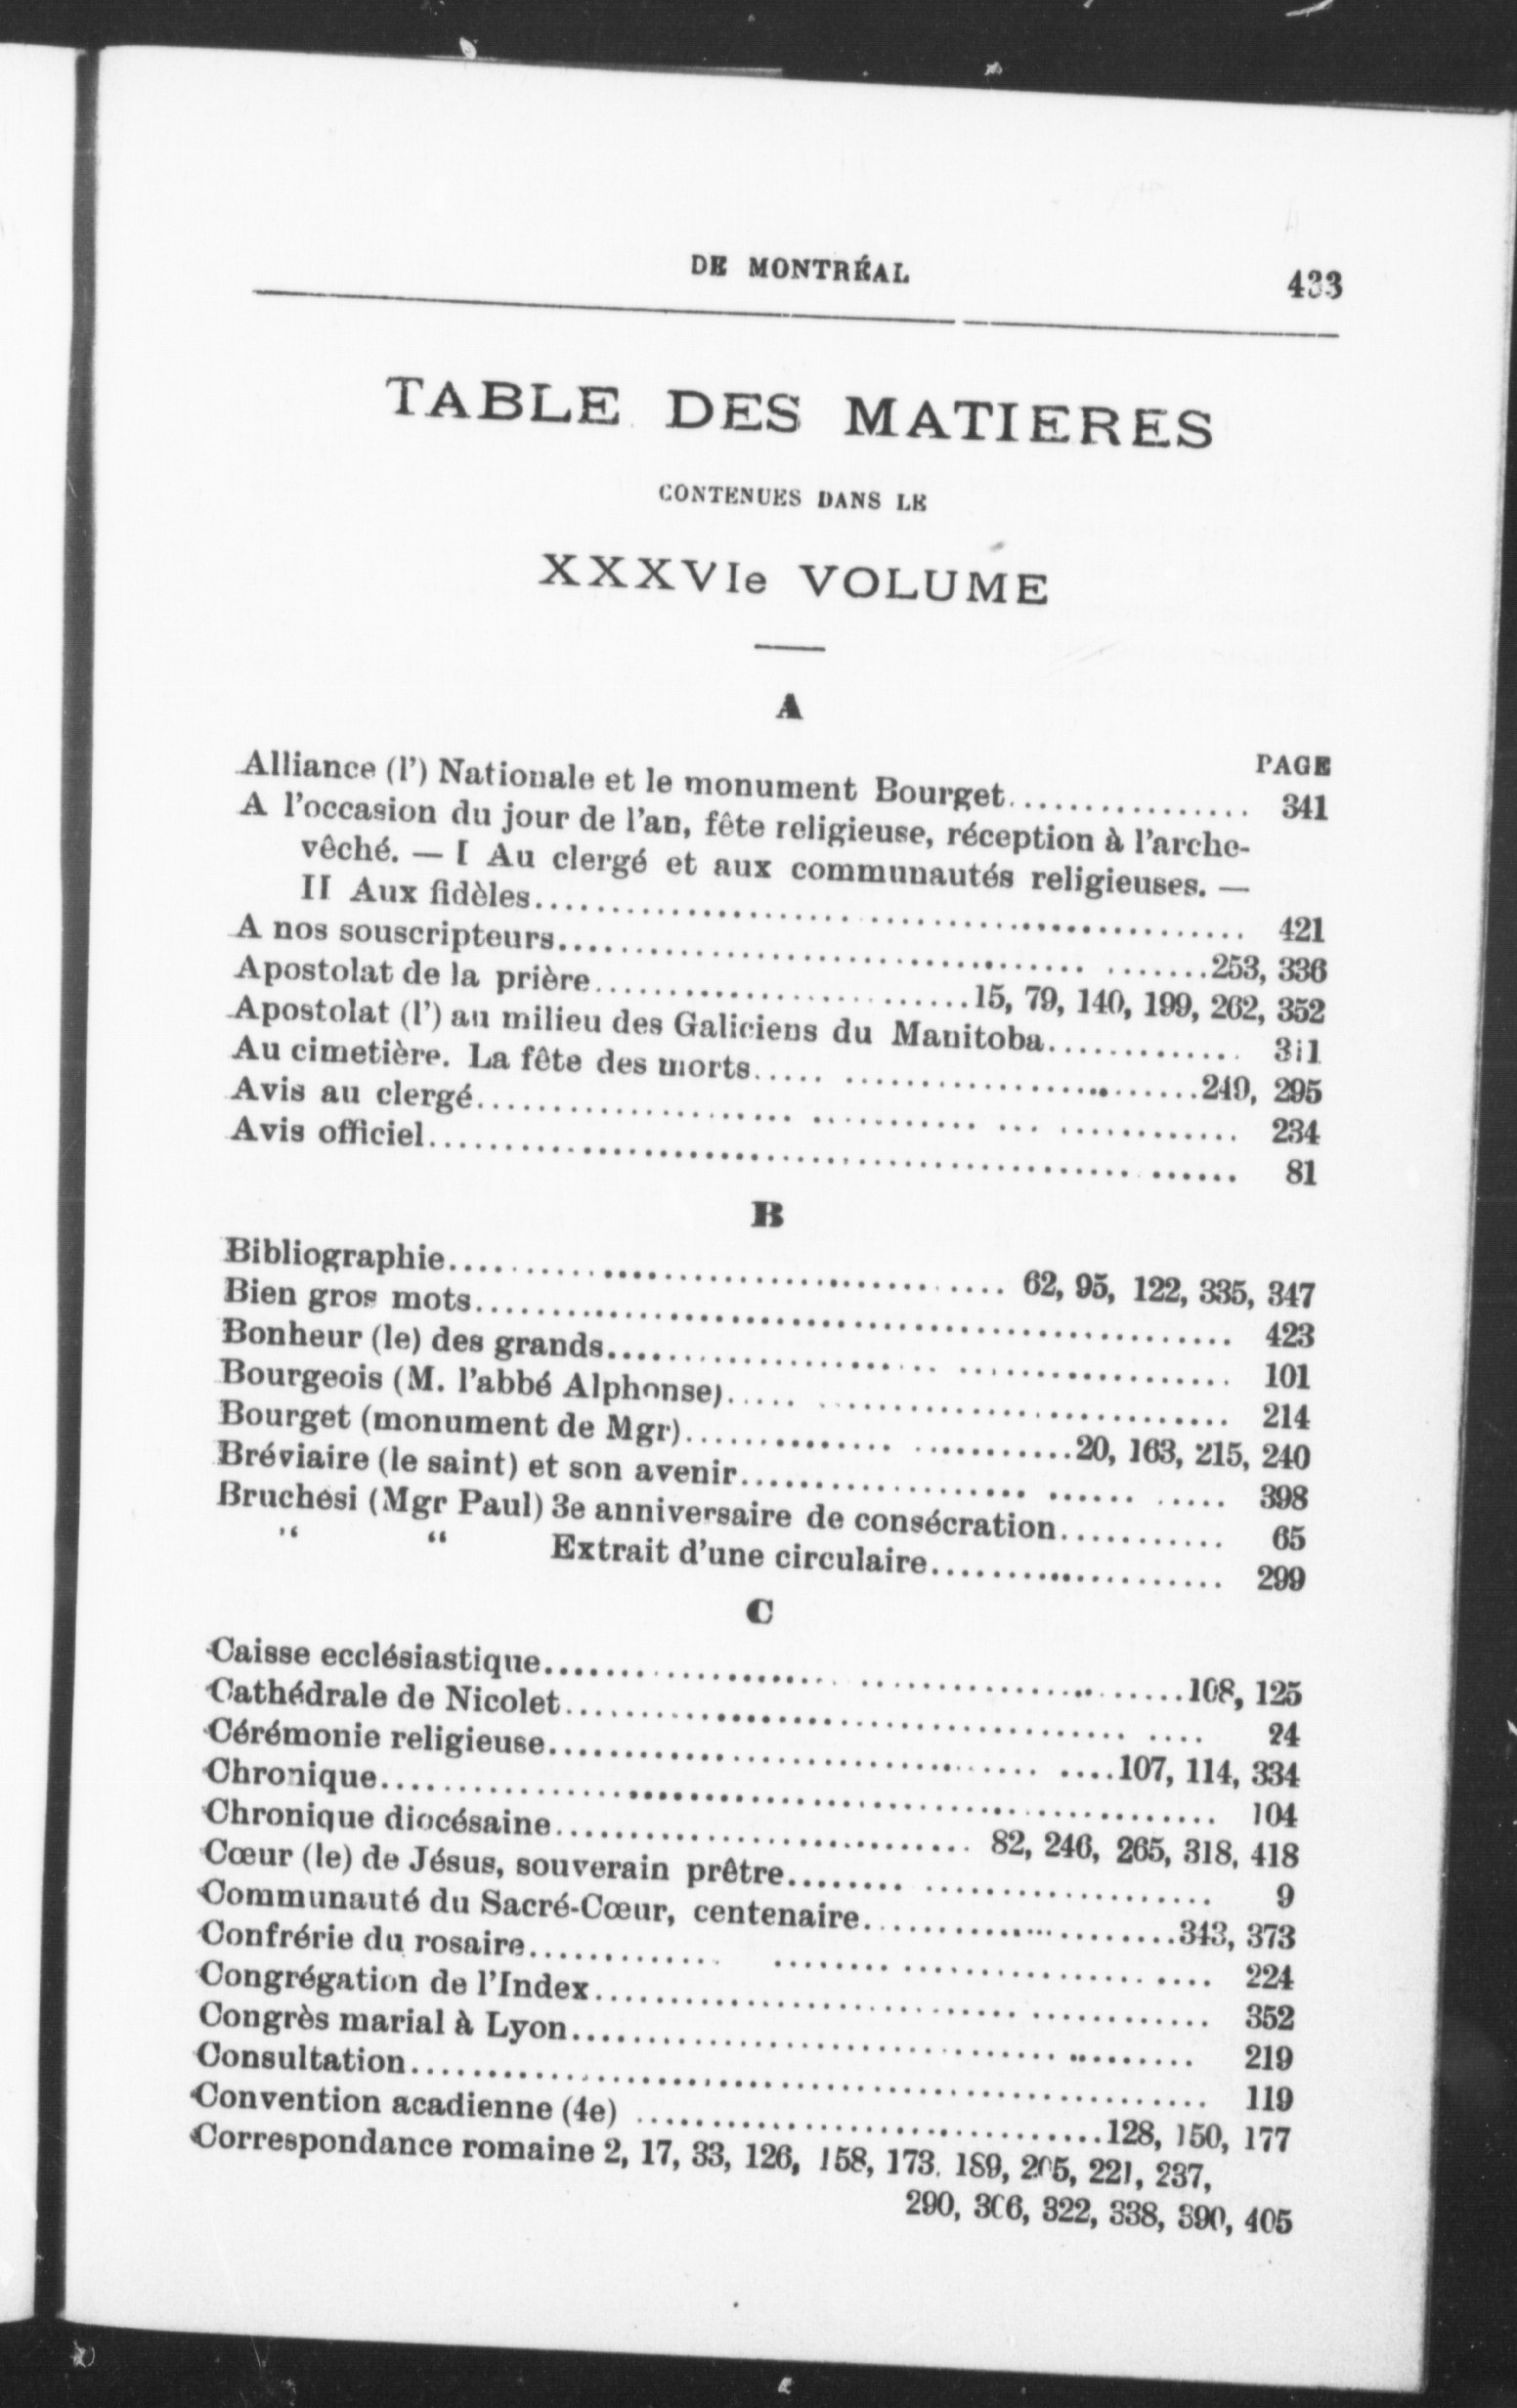 DE MONTRÉAL 433
TABLE DES MATIERES
CONTENUES DANS LE
XXXVIe VOLUME
A
PAGE
Alliance (l') Nationale et le monument Bourget................ 341
A l'occasion du jour de l'an, fête religieuse, réception à l'arche-
vêché. — I Au clergé et aux communautés religieuses. —
II Aux fidèles................................................ 421
A nos souscripteurs..........................................253, 336
Apostolat de la prière.........................15, 79, 140, 199, 262, 352
Apostolat (l') au milieu des Galiciens du Manitoba.............
Au cimetière. La fête des morts..............................249, 295
Avis au clergé................................................ 234
Avis officiel................................................... 81
B
Bibliographie.................................... 62, 95, 122, 335, 347
Bien gros mots................................................ 423
Bonheur (le) des grands....................................... 101
Bourgeois (M. l'abbé Alphonse)................................ 214
Bourget (monument de Mgr).........................20, 163, 215, 240
Bréviaire (le saint) et son avenir.............................. 398
Bruchési (Mgr Paul) 3e anniversaire de consécration........... 65
" " Extrait d'une circulaire................... 299
C
Caisse ecclésiastique..........................................108, 125
Cathédrale de Nicolet.......................................... 24
Cérémonie religieuse.....................................107, 114, 334
Chronique..................................................... 104
Chronique diocésaine........................... 82, 246, 265, 318, 418
Cœur (le) de Jésus, souverain prêtre........................... 9
Communauté du Sacré-Cœur, centenaire....................343, 373
Confrérie du rosaire........................................... 224
Congrégation de l'Index....................................... 352
Congrès marial à Lyon........................................ 219
Consultation................................................... 119
Convention acadienne (4e) ...............................128, 150, 177
Correspondance romaine 2, 17, 33, 126, 158, 173, 189, 205, 221, 237,
290, 306, 322, 338, 390, 405